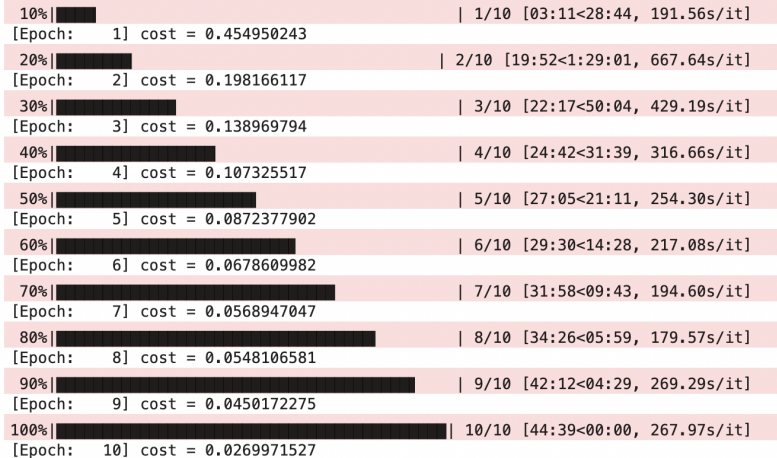 10%|███ | 1/10 [03:11<28:44, 191.56s/it]
[Epoch:    1] cost = 0.454950243
20%|██████ | 2/10 [19:52<1:29:01, 667.64s/it]
[Epoch:    2] cost = 0.198166117
30%|█████████ | 3/10 [22:17<50:04, 429.19s/it]
[Epoch:    3] cost = 0.138969794
40%|████████████ | 4/10 [24:42<31:39, 316.66s/it]
[Epoch:    4] cost = 0.107325517
50%|███████████████ | 5/10 [27:05<21:11, 254.30s/it]
[Epoch:    5] cost = 0.0872377902
60%|██████████████████ | 6/10 [29:30<14:28, 217.08s/it]
[Epoch:    6] cost = 0.0678609982
70%|█████████████████████ | 7/10 [31:58<09:43, 194.60s/it]
[Epoch:    7] cost = 0.0568947047
80%|████████████████████████ | 8/10 [34:26<05:59, 179.57s/it]
[Epoch:    8] cost = 0.0548106581
90%|███████████████████████████ | 9/10 [42:12<04:29, 269.29s/it]
[Epoch:    9] cost = 0.0450172275
100%|██████████████████████████████| 10/10 [44:39<00:00, 267.97s/it]
[Epoch:   10] cost = 0.0269971527